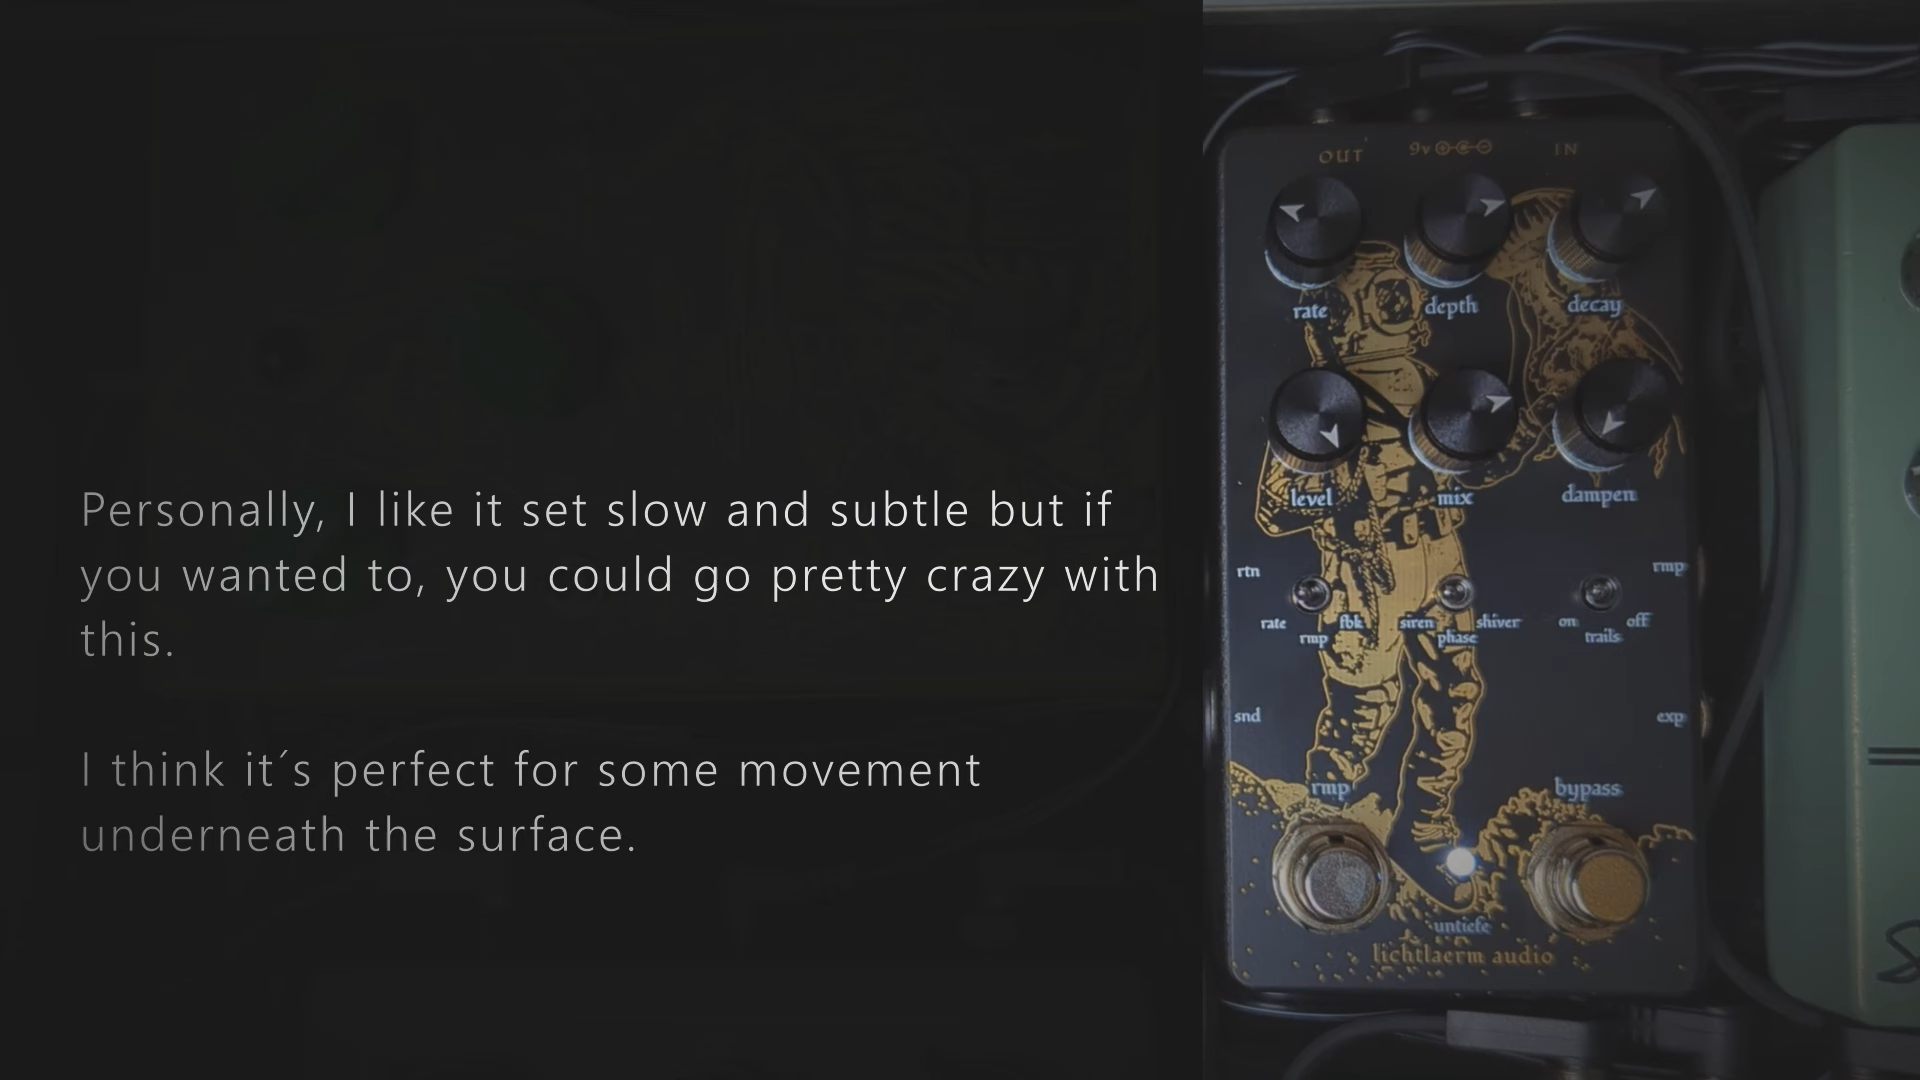 Personally, I like it set slow and subtle but if
you wanted to, you could go pretty crazy with
this.
I think it´s perfect for some movement
underneath the surface.
OUT 9v IN
rate depth decay
level mix dampen
rtn rmp
rate fbk siren shiver on off
rmp phase trails
snd exp
rmp bypass
untiefe
lichtlaerm audio